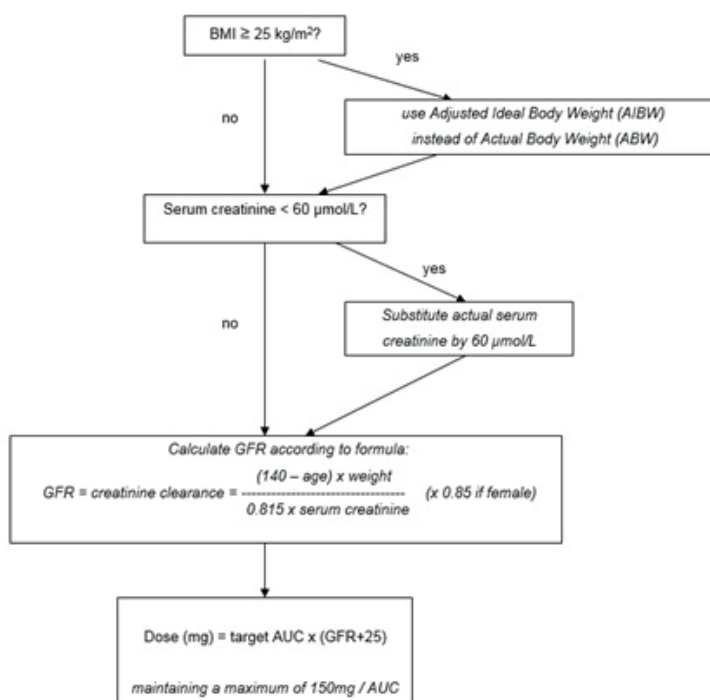 BMI ≥ 25 kg/m²?
yes
no
use Adjusted Ideal Body Weight (AIBW)
instead of Actual Body Weight (ABW)
Serum creatinine < 60 µmol/L?
yes
no
Substitute actual serum
creatinine by 60 µmol/L
Calculate GFR according to formula:
(140 – age) x weight
GFR = creatinine clearance = ---------------------------------- (x 0.85 if female)
0.815 x serum creatinine
Dose (mg) = target AUC x (GFR+25)
maintaining a maximum of 150mg / AUC